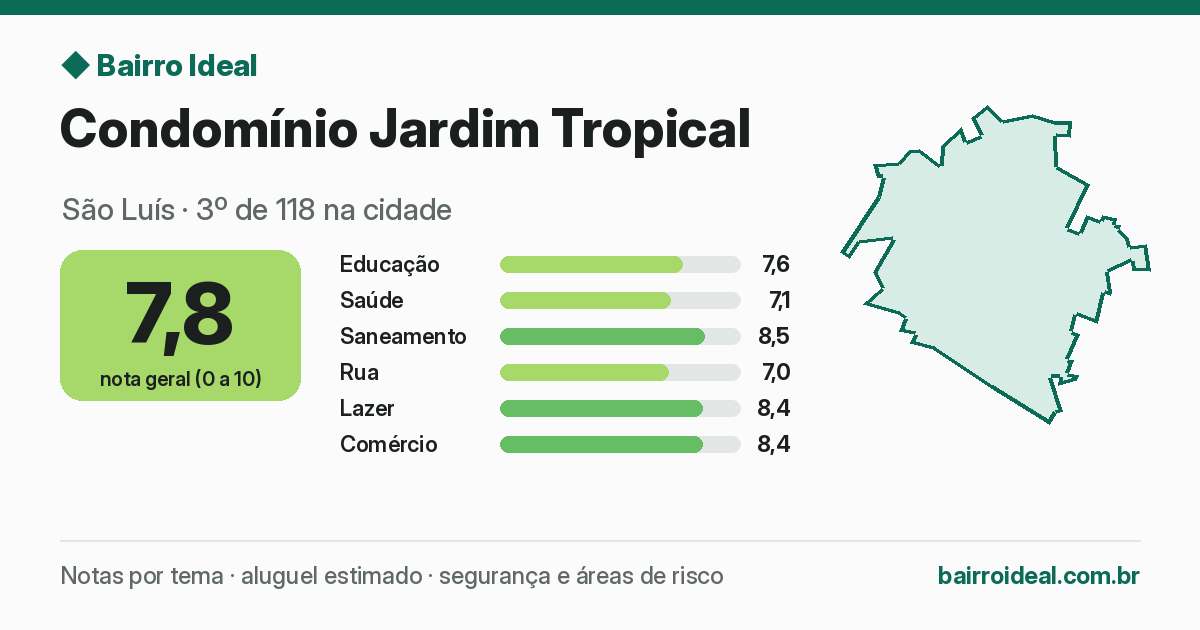 Bairro Ideal
Condomínio Jardim Tropical
São Luís · 3º de 118 na cidade
7,8
nota geral (0 a 10)
Educação 7,6
Saúde 7,1
Saneamento 8,5
Rua 7,0
Lazer 8,4
Comércio 8,4
Notas por tema · aluguel estimado · segurança e áreas de risco
bairroideal.com.br